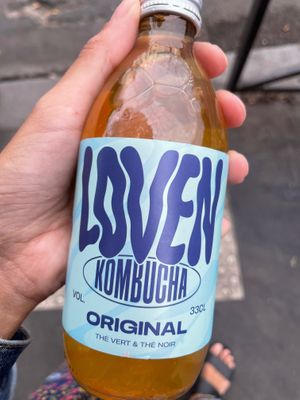 LOVEN
KOMBUCHA
VOL.
33CL
ORIGINAL
THÉ VERT & THÉ NOIR